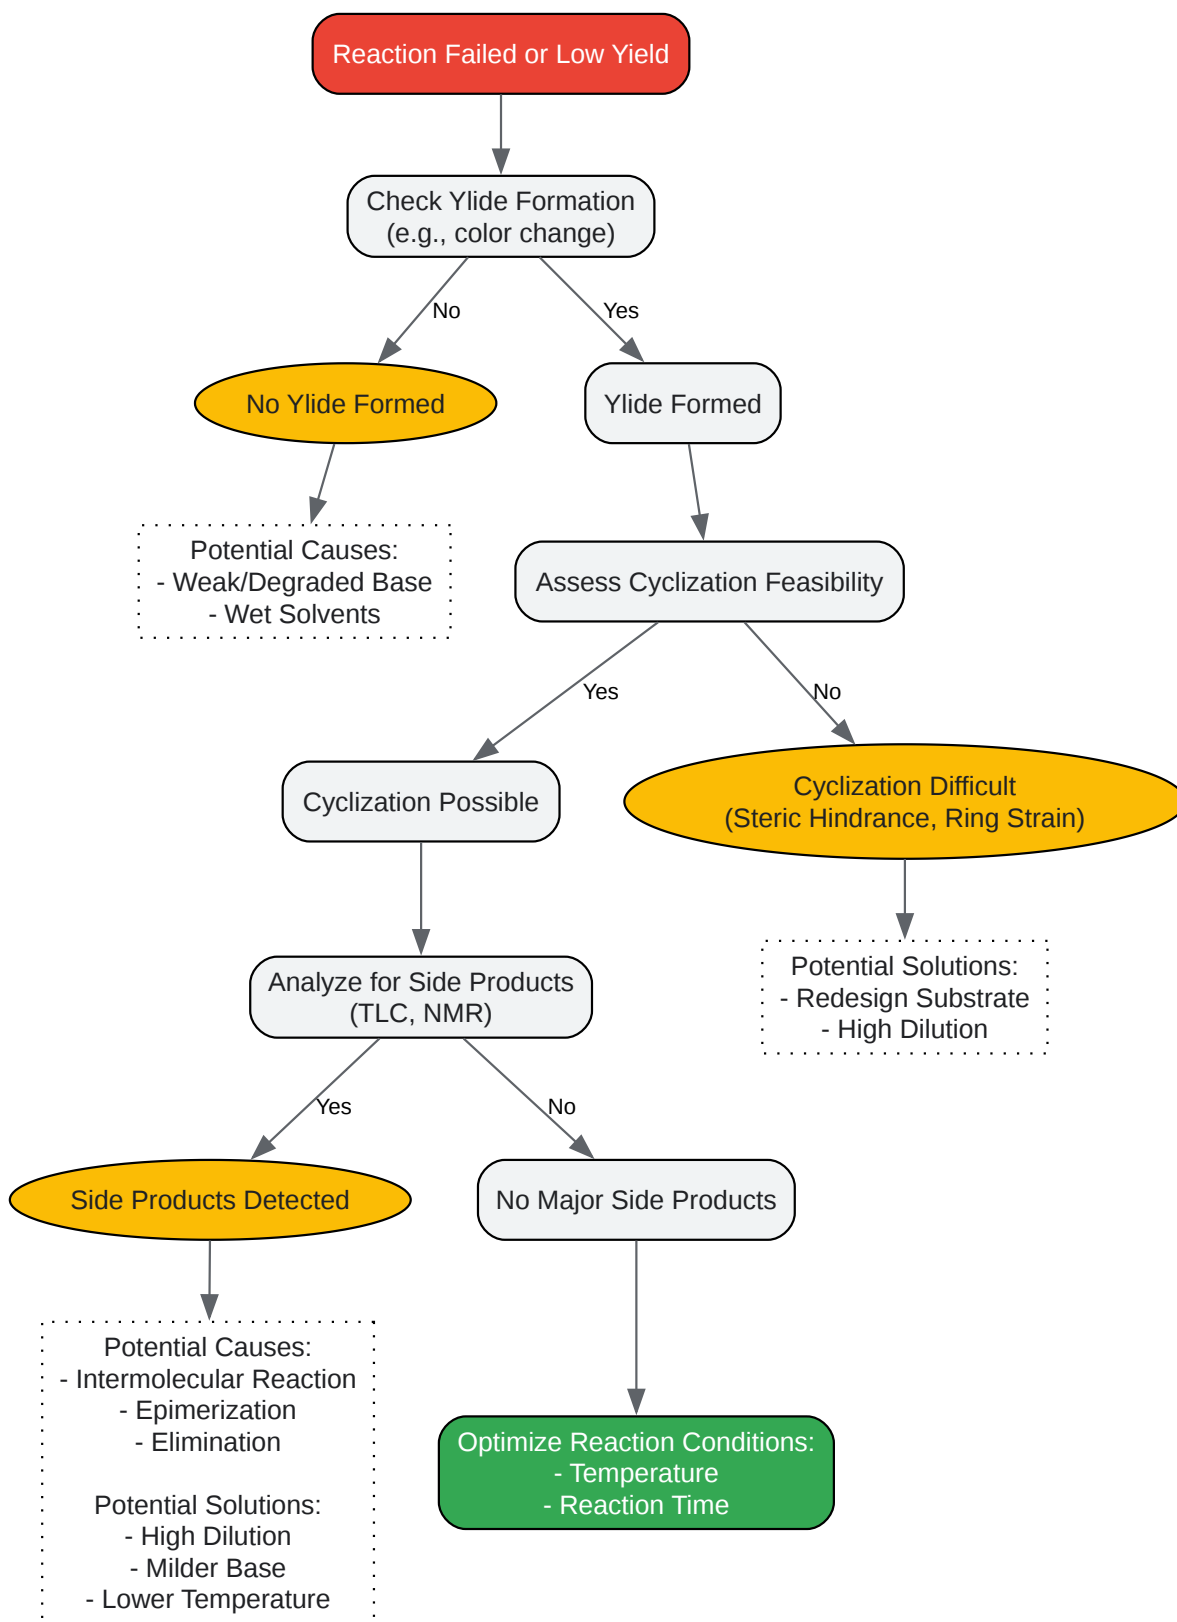 Reaction Failed or Low Yield
Check Ylide Formation
(e.g., color change)
No
Yes
No Ylide Formed
Ylide Formed
Potential Causes:
- Weak/Degraded Base
- Wet Solvents
Assess Cyclization Feasibility
Yes
No
Cyclization Possible
Cyclization Difficult
(Steric Hindrance, Ring Strain)
Analyze for Side Products
(TLC, NMR)
Potential Solutions:
- Redesign Substrate
- High Dilution
Yes
No
Side Products Detected
No Major Side Products
Potential Causes:
- Intermolecular Reaction
- Epimerization
- Elimination
Potential Solutions:
- High Dilution
- Milder Base
- Lower Temperature
Optimize Reaction Conditions:
- Temperature
- Reaction Time